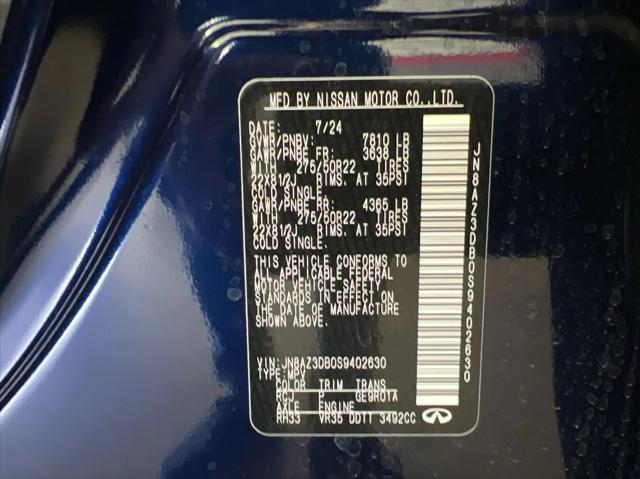 MFD BY NISSAN MOTOR CO.,LTD.
DATE: 7/24
GVWR/PNBV: 7810 LB
GAWR/PNBE FR: 3638 LB
WITH 275/50R22 TIRES
22X8 1/2J RIMS. AT 35PSI
COLD SINGLE.
GAWR/PNBE RR: 4365 LB
WITH 275/50R22 TIRES
22X8 1/2J RIMS. AT 35PSI
COLD SINGLE.
THIS VEHICLE CONFORMS TO
ALL APPLICABLE FEDERAL
MOTOR VEHICLE SAFETY
STANDARDS IN EFFECT ON
THE DATE OF MANUFACTURE
SHOWN ABOVE.
VIN: JN8AZ3DB0S9402630
TYPE: MPV
COLOR TRIM TRANS
RCJ P GE9R01A
AXLE ENGINE
RH33 VR35 DDTT 3492CC
INFINITI
JN8AZ3DB0S9402630